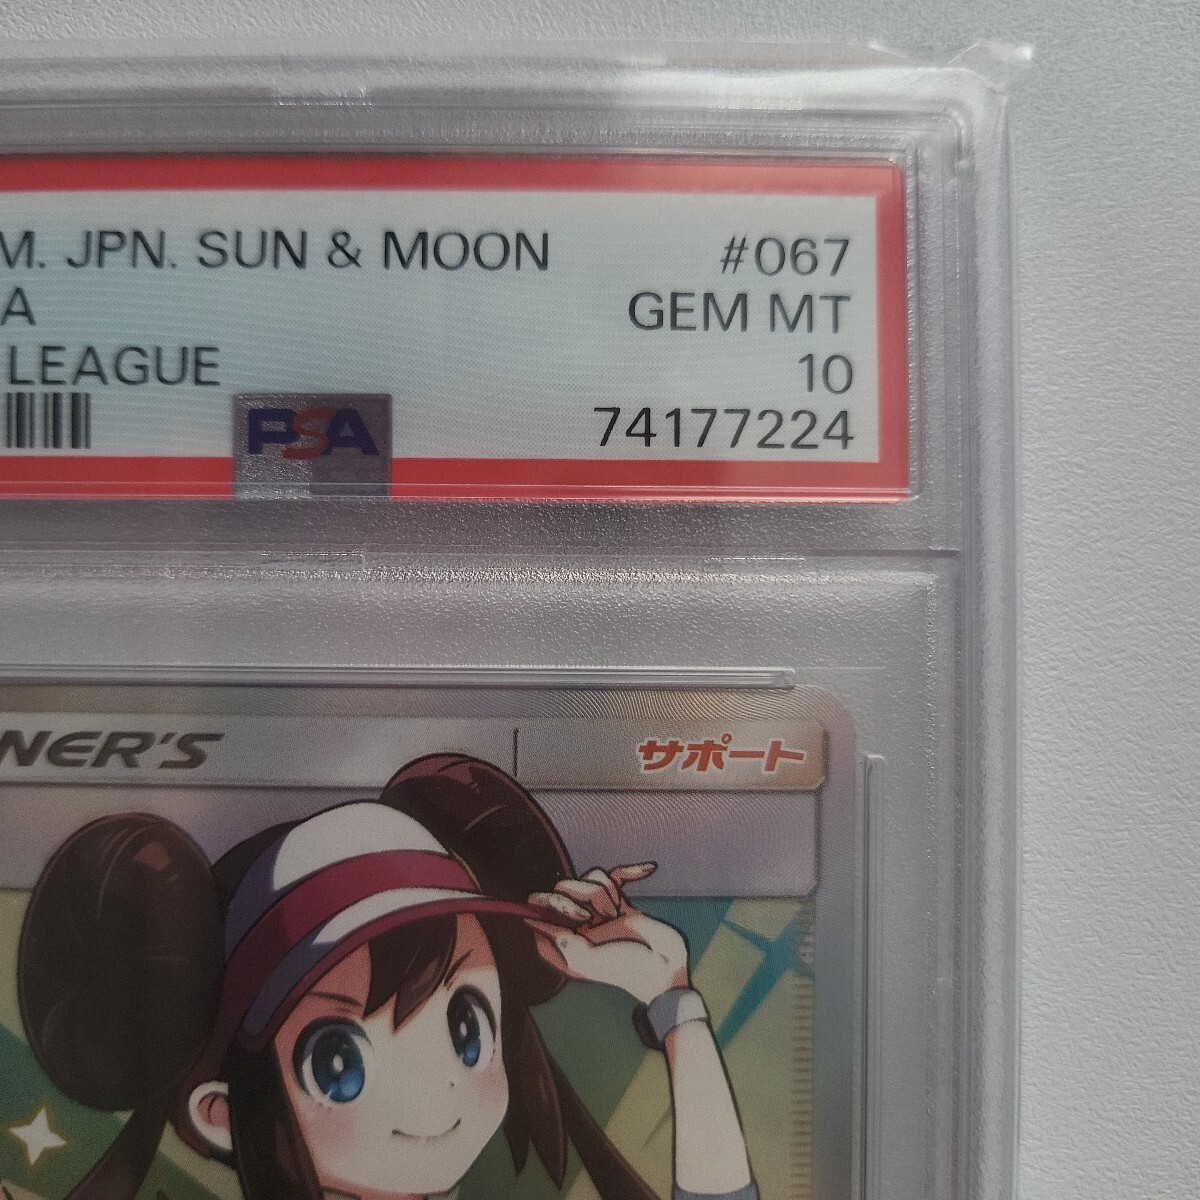 M. JPN. SUN & MOON #067
A GEM MT
LEAGUE 10
PSA 74177224
NER'S サポート